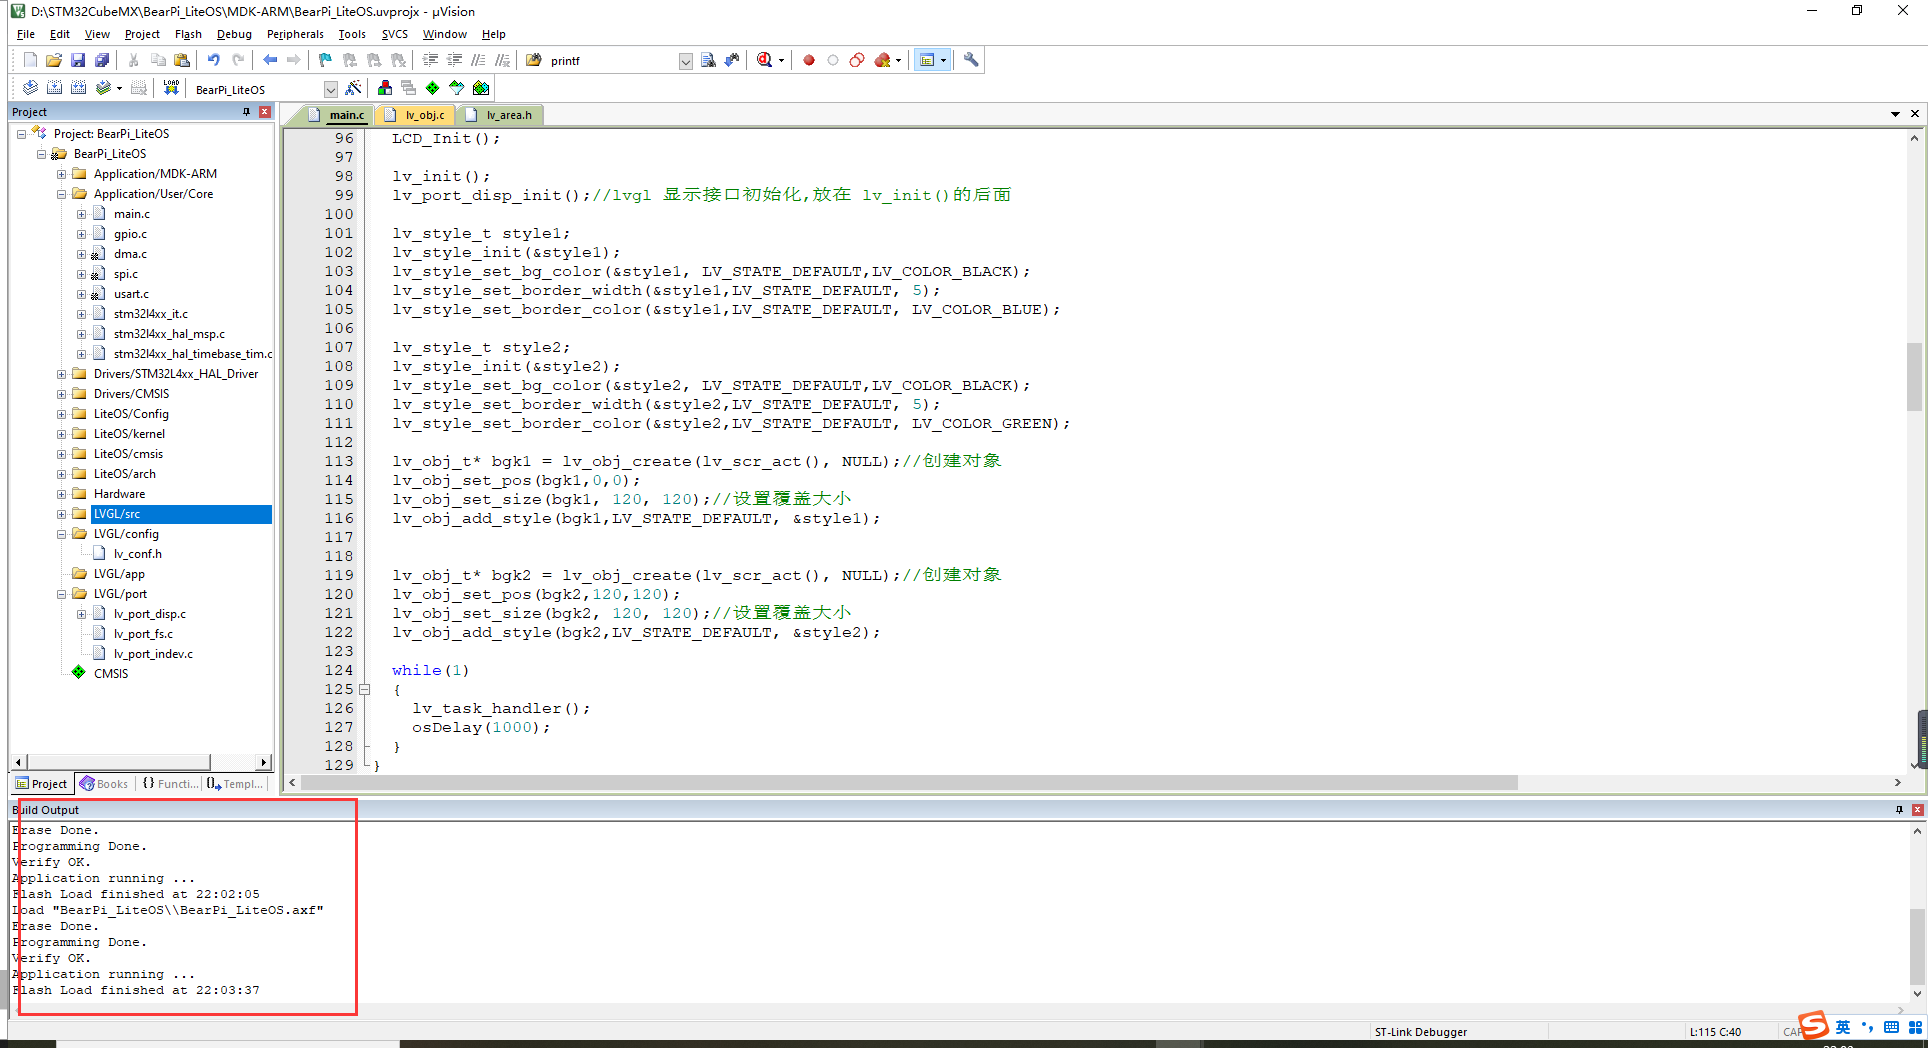 D:\STM32CubeMX\BearPi_LiteOS\MDK-ARM\BearPi_LiteOS.uvprojx - µVision
File Edit View Project Flash Debug Peripherals Tools SVCS Window Help
printf
LOAD
BearPi_LiteOS
Project
Project: BearPi_LiteOS
BearPi_LiteOS
Application/MDK-ARM
Application/User/Core
main.c
gpio.c
dma.c
spi.c
usart.c
stm32l4xx_it.c
stm32l4xx_hal_msp.c
stm32l4xx_hal_timebase_tim.c
Drivers/STM32L4xx_HAL_Driver
Drivers/CMSIS
LiteOS/Config
LiteOS/kernel
LiteOS/cmsis
LiteOS/arch
Hardware
LVGL/src
LVGL/config
lv_conf.h
LVGL/app
LVGL/port
lv_port_disp.c
lv_port_fs.c
lv_port_indev.c
CMSIS
Project Books {} Functi... Templ...
main.c lv_obj.c lv_area.h
96 LCD_Init();
97
98 lv_init();
99 lv_port_disp_init();//lvgl 显示接口初始化,放在 lv_init()的后面
100
101 lv_style_t style1;
102 lv_style_init(&style1);
103 lv_style_set_bg_color(&style1, LV_STATE_DEFAULT,LV_COLOR_BLACK);
104 lv_style_set_border_width(&style1,LV_STATE_DEFAULT, 5);
105 lv_style_set_border_color(&style1,LV_STATE_DEFAULT, LV_COLOR_BLUE);
106
107 lv_style_t style2;
108 lv_style_init(&style2);
109 lv_style_set_bg_color(&style2, LV_STATE_DEFAULT,LV_COLOR_BLACK);
110 lv_style_set_border_width(&style2,LV_STATE_DEFAULT, 5);
111 lv_style_set_border_color(&style2,LV_STATE_DEFAULT, LV_COLOR_GREEN);
112
113 lv_obj_t* bgk1 = lv_obj_create(lv_scr_act(), NULL);//创建对象
114 lv_obj_set_pos(bgk1,0,0);
115 lv_obj_set_size(bgk1, 120, 120);//设置覆盖大小
116 lv_obj_add_style(bgk1,LV_STATE_DEFAULT, &style1);
117
118
119 lv_obj_t* bgk2 = lv_obj_create(lv_scr_act(), NULL);//创建对象
120 lv_obj_set_pos(bgk2,120,120);
121 lv_obj_set_size(bgk2, 120, 120);//设置覆盖大小
122 lv_obj_add_style(bgk2,LV_STATE_DEFAULT, &style2);
123
124 while(1)
125 {
126 lv_task_handler();
127 osDelay(1000);
128 }
129 }
Build Output
Erase Done.
Programming Done.
Verify OK.
Application running ...
Flash Load finished at 22:02:05
Load "BearPi_LiteOS\\BearPi_LiteOS.axf"
Erase Done.
Programming Done.
Verify OK.
Application running ...
Flash Load finished at 22:03:37
ST-Link Debugger L:115 C:40 CAP
英